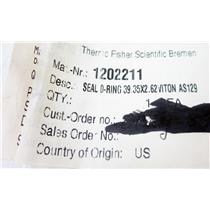 Thermo Fisher Scientific Bremen
Mat.-Nr.: 1202211
Desc.: SEAL O-RING 39.35X2.62 VITON AS129
QTY.:
Cust.-Order no.:
Sales Order No.
Country of Origin: US